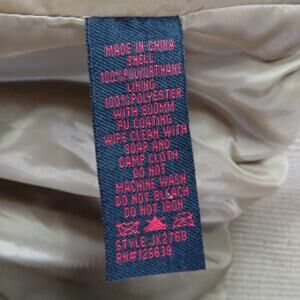 MADE IN CHINA
SHELL
100%POLYURETHANE
LINING
100%POLYESTER
WITH 600MM
PU COATING
WIPE CLEAN WITH
SOAP AND
DAMP CLOTH
DO NOT
MACHINE WASH
DO NOT BLEACH
DO NOT IRON
STYLE JK2768
RN#125639